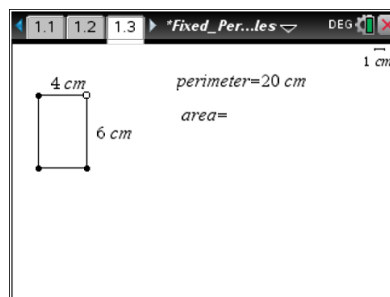 1.1 1.2 1.3 *Fixed_Per...les DEG
1 cm
4 cm
perimeter=20 cm
area=
6 cm